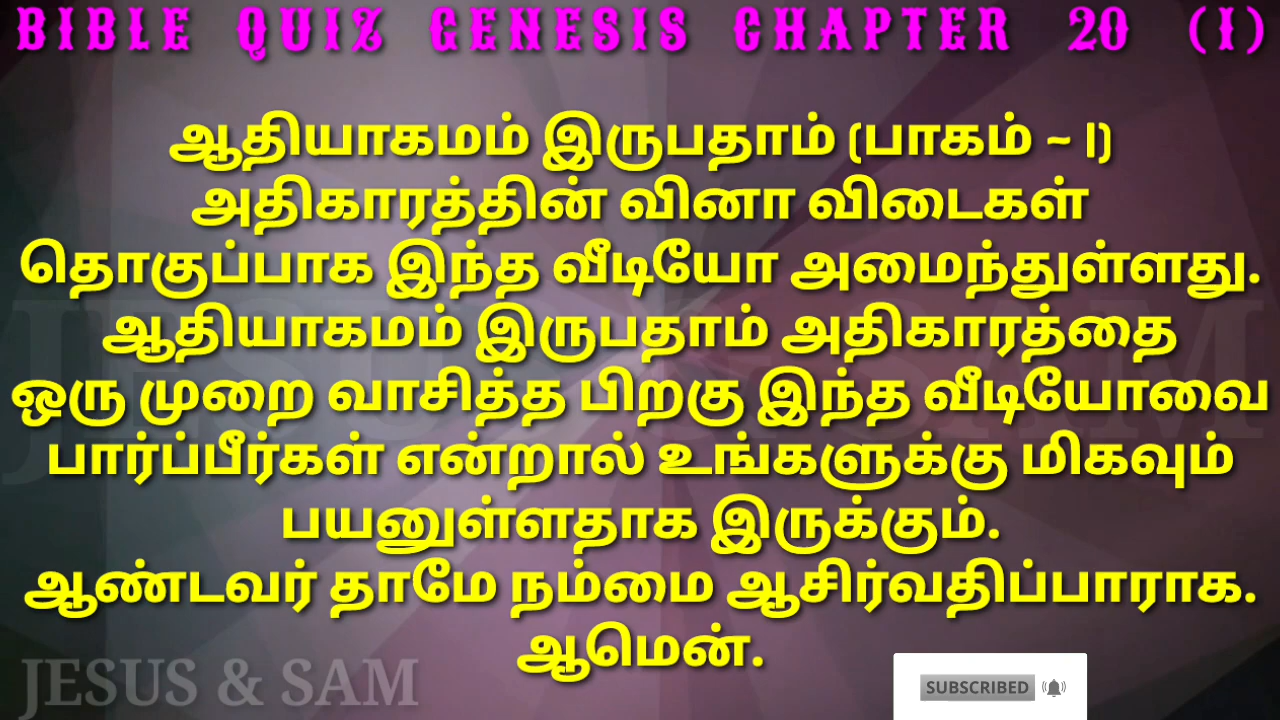 BIBLE QUIZ GENESIS CHAPTER 20 (I)
ஆதியாகமம் இருபதாம் (பாகம் ~ I)
அதிகாரத்தின் வினா விடைகள்
தொகுப்பாக இந்த வீடியோ அமைந்துள்ளது.
ஆதியாகமம் இருபதாம் அதிகாரத்தை
ஒரு முறை வாசித்த பிறகு இந்த வீடியோவை
பார்ப்பீர்கள் என்றால் உங்களுக்கு மிகவும்
பயனுள்ளதாக இருக்கும்.
ஆண்டவர் தாமே நம்மை ஆசிர்வதிப்பாராக.
ஆமென்.
JESUS & SAM
JESUS & SAM
SUBSCRIBED